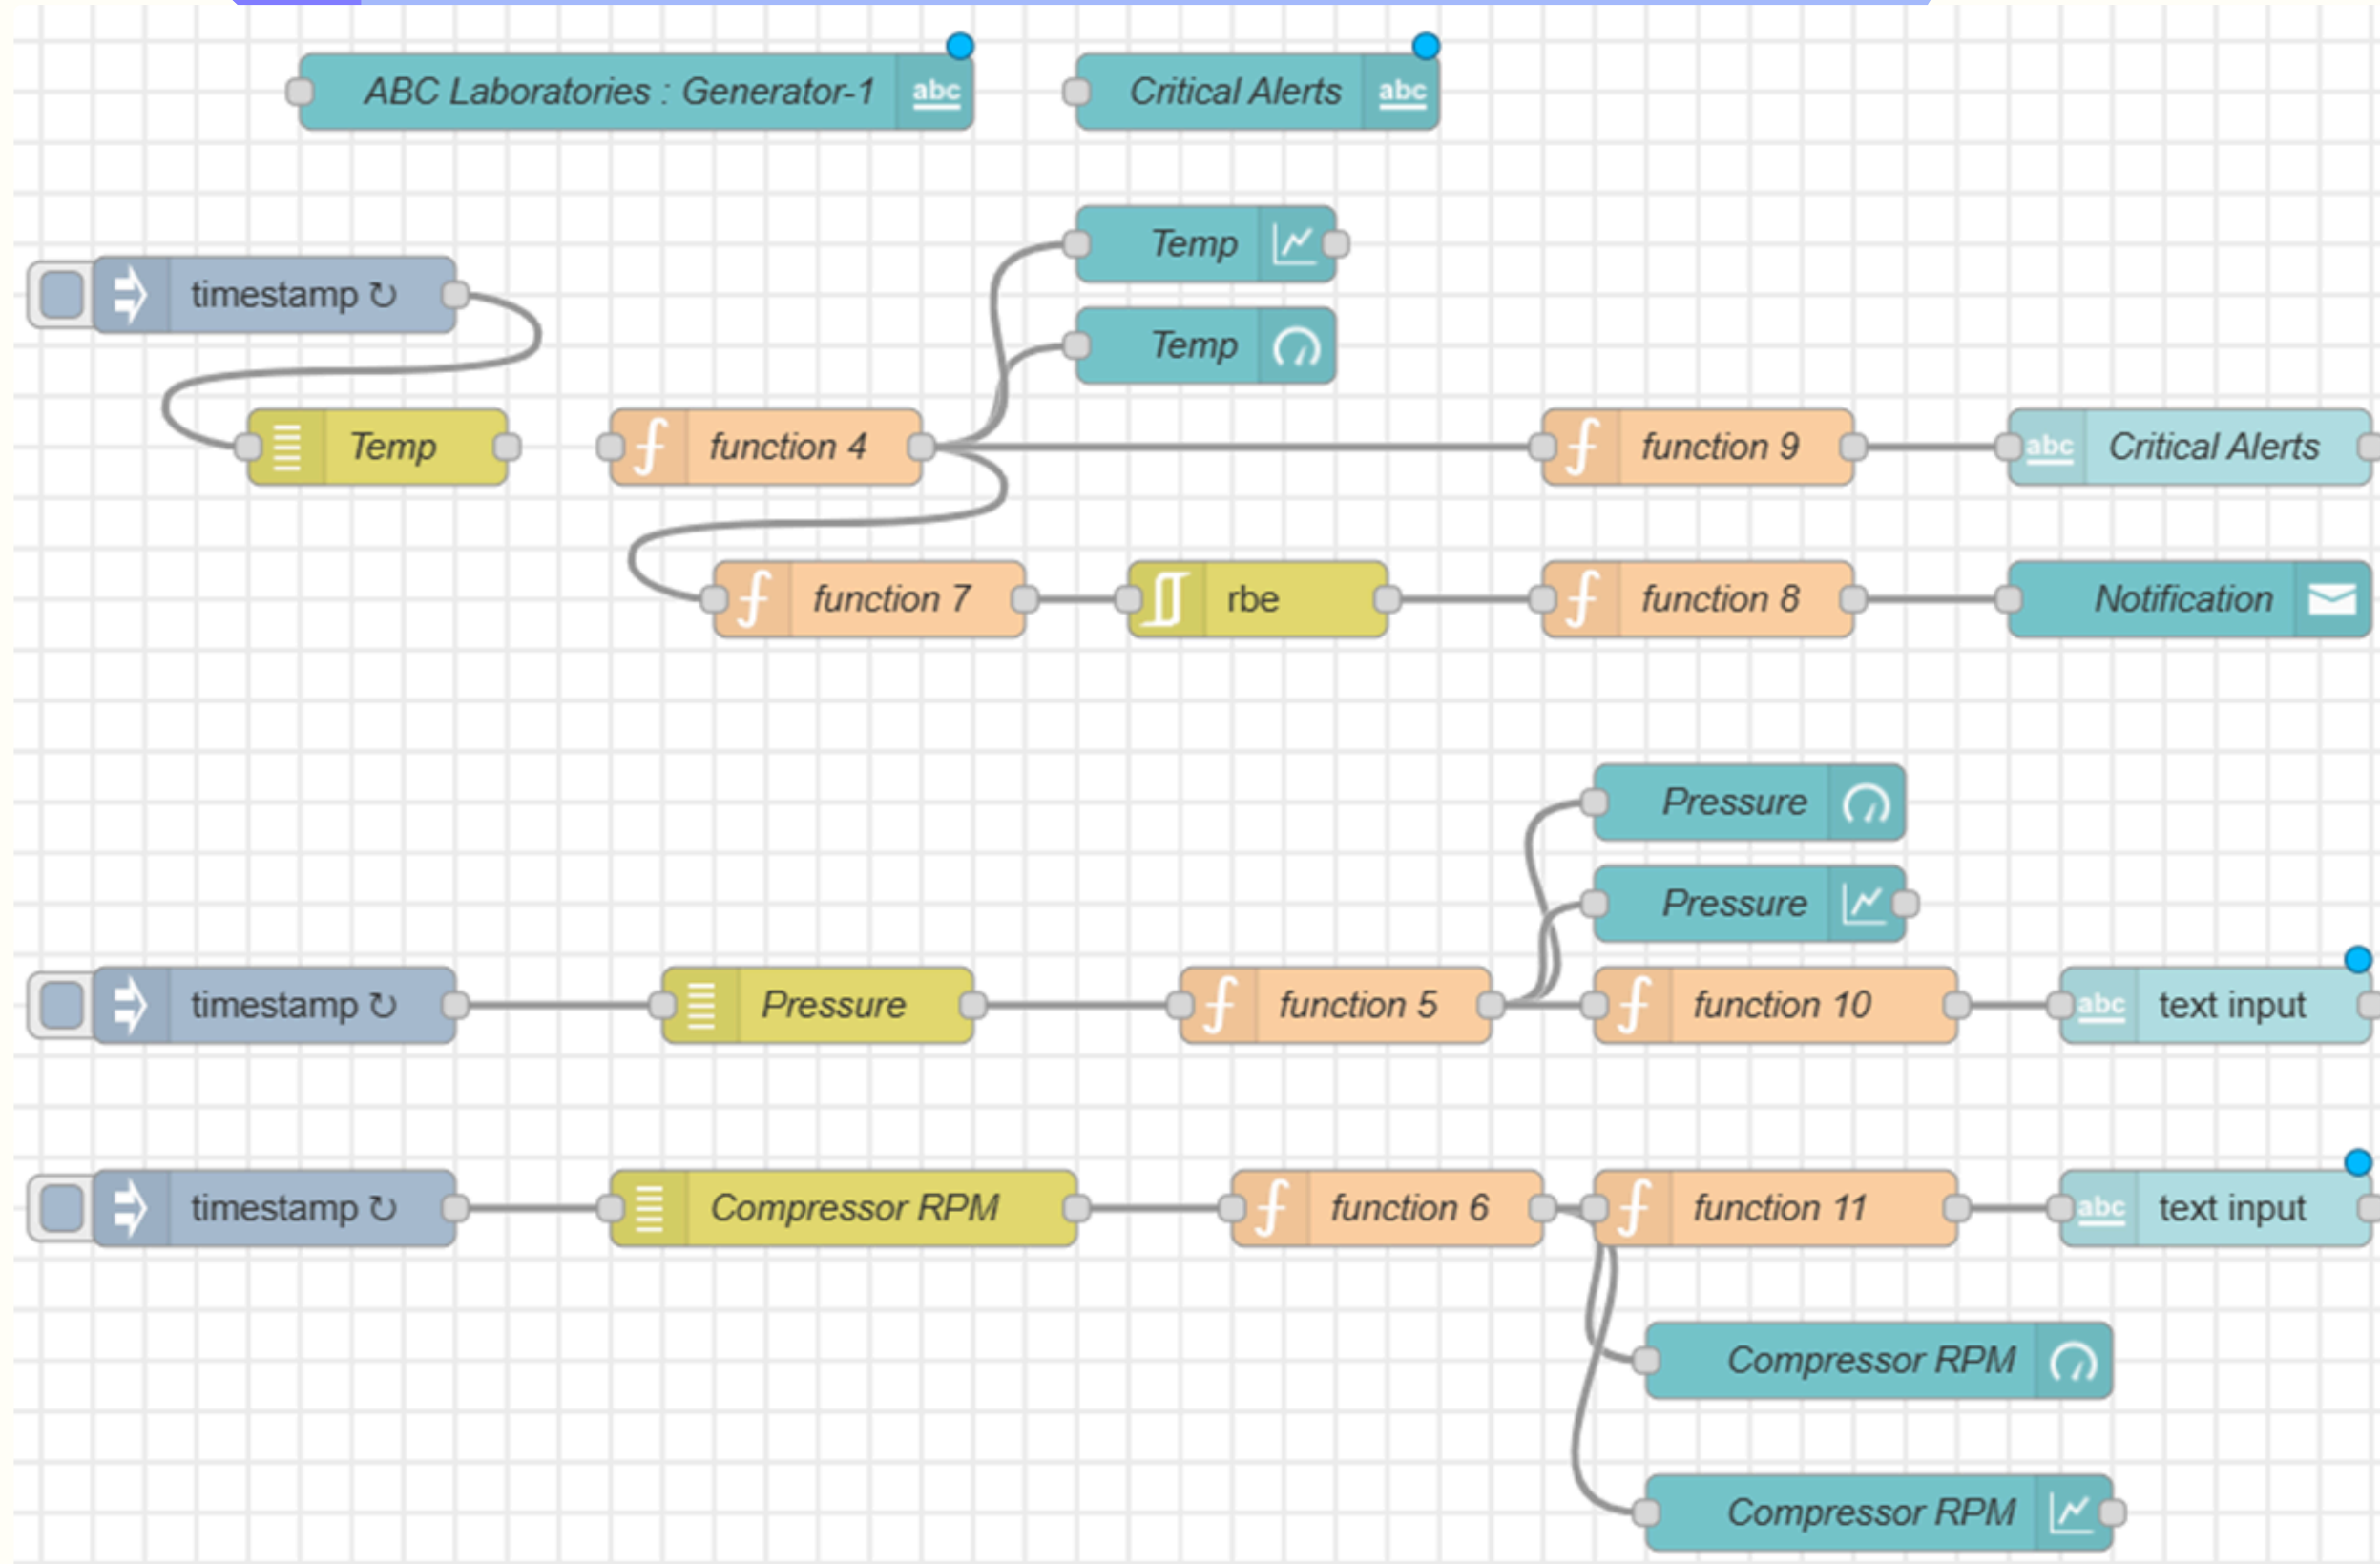 ABC Laboratories : Generator-1 abc
Critical Alerts abc
Temp
timestamp ↻
Temp
Temp
function 4
function 9
abc Critical Alerts
function 7
rbe
function 8
Notification
Pressure
Pressure
timestamp ↻
Pressure
function 5
function 10
abc text input
timestamp ↻
Compressor RPM
function 6
function 11
abc text input
Compressor RPM
Compressor RPM